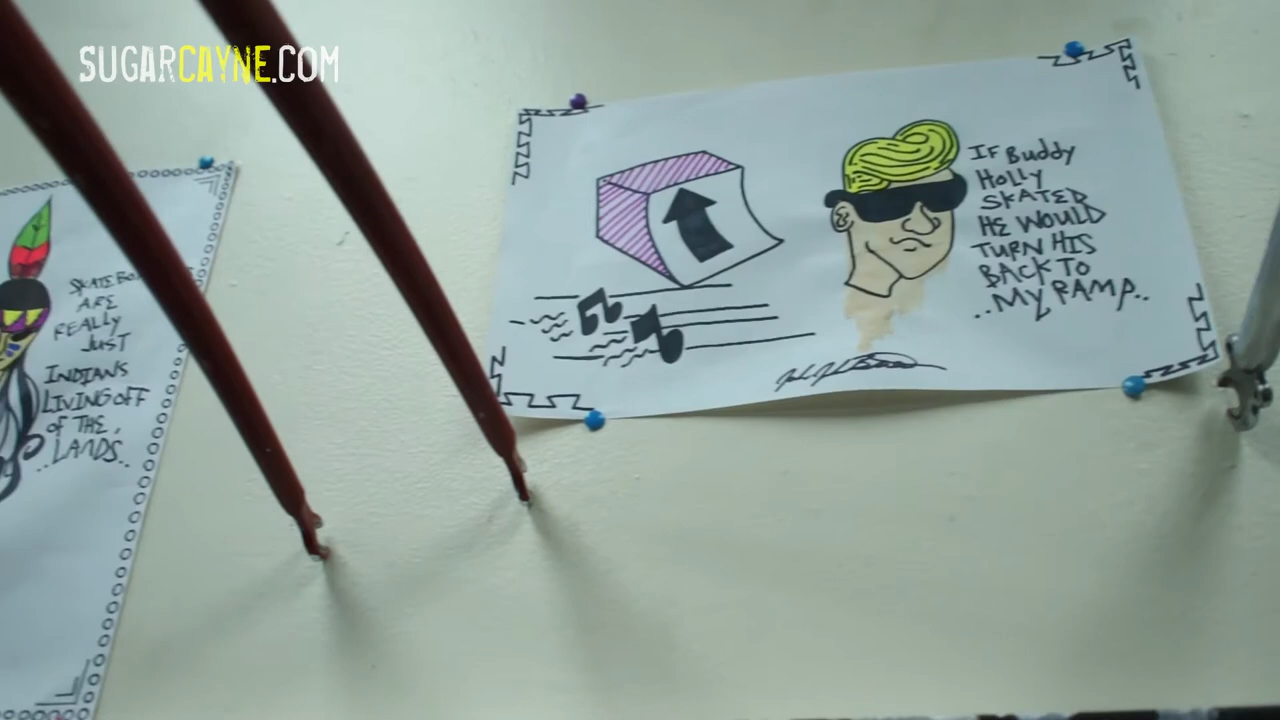 SUGARCAYNE.COM
SKATEBO
ARE
REALLY
JUST
INDIANS
LIVING OFF
OF THE,
..LANDS..
IF BUDDY
HOLLY
SKATED
HE WOULD
TURN HIS
BACK TO
..MY RAMP..